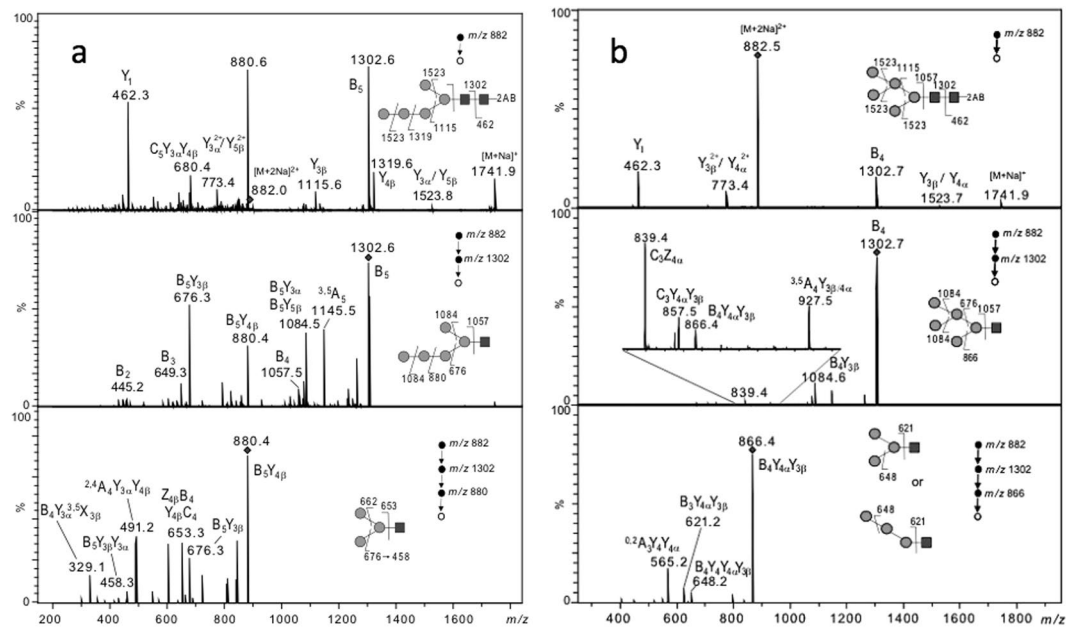 a
100
%
0
Y1
462.3
C5Y3αY4β
680.4
Y3α2+/Y5β2+
773.4
880.6
[M+2Na]2+
882.0
Y3β
1115.6
1302.6
B5
1319.6
Y4β
Y3α/Y5β
1523.8
[M+Na]+
1741.9
m/z 882
1523
1302
2AB
462
1115
1523
1319
100
%
0
B2
445.2
B3
649.3
B5Y3β
676.3
B5Y4β
880.4
B4
1057.5
B5Y3α
B5Y5β
1084.5
3,5A5
1145.5
1302.6
B5
m/z 882
m/z 1302
1084
1057
1084
880
676
100
%
0
B4Y3α3,5X3β
329.1
B5Y3βY3α
458.3
2,4A4Y3αY4β
491.2
Z4βB4
Y4βC4
653.3
B5Y3β
676.3
880.4
B5Y4β
m/z 882
m/z 1302
m/z 880
662
653
676→458
200
400
600
800
1000
1200
1400
1600
m/z
b
100
%
0
Y1
462.3
Y3β2+/Y4α2+
773.4
[M+2Na]2+
882.5
B4
1302.7
Y3β/Y4α
1523.7
[M+Na]+
1741.9
m/z 882
1523
1115
1057
1302
2AB
462
1523
1523
100
%
0
839.4
C3Z4α
C3Y4αY3β
857.5
B4Y4αY3β
866.4
3,5A4Y3β/4α
927.5
839.4
B4Y3β
1084.6
B4
1302.7
m/z 882
m/z 1302
1084
676
1057
1084
866
100
%
0
0,2A3Y4Y4α
565.2
B3Y4αY3β
621.2
B4Y4Y4αY3β
648.2
866.4
B4Y4αY3β
621
648
or
648
621
m/z 882
m/z 1302
m/z 866
400
600
800
1000
1200
1400
1600
1800
m/z